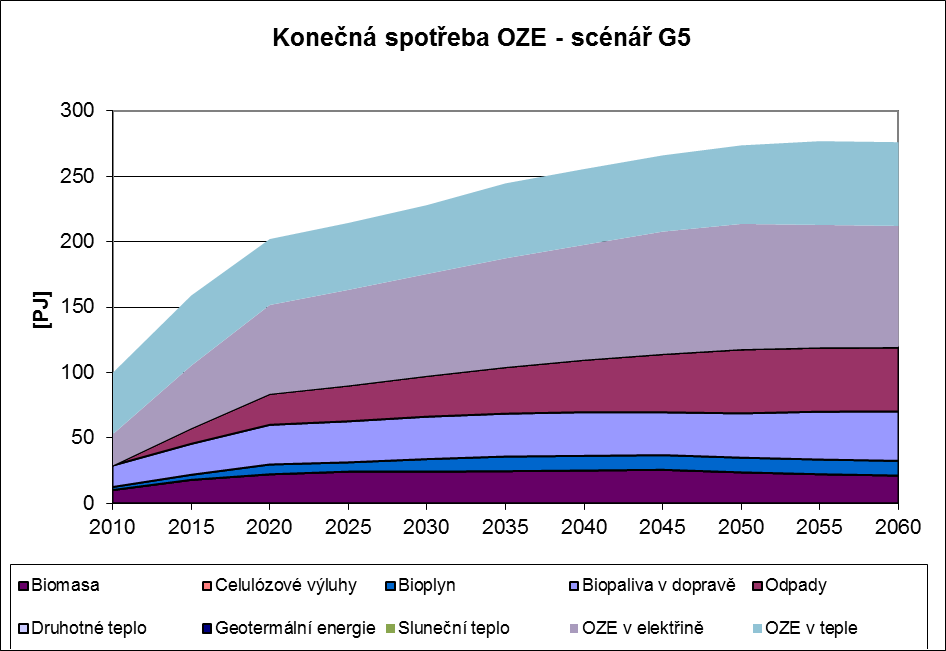 Konečná spotřeba OZE - scénář G5
300
250
200
150
100
50
0
[PJ]
2010 2015 2020 2025 2030 2035 2040 2045 2050 2055 2060
Biomasa Celulózové výluhy Bioplyn Biopaliva v dopravě Odpady
Druhotné teplo Geotermální energie Sluneční teplo OZE v elektřině OZE v teple